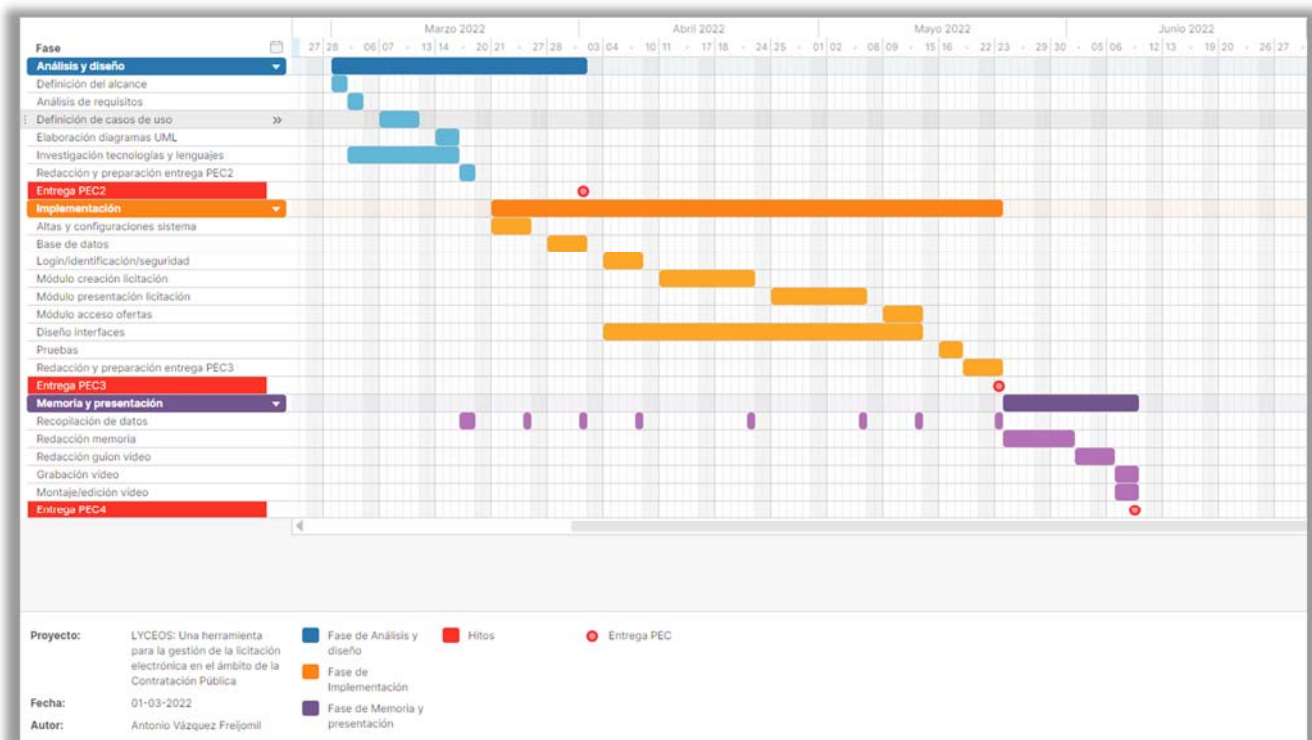 Marzo 2022 Abril 2022 Mayo 2022 Junio 2022
Fase 27 28 - 06 07 - 13 14 - 20 21 - 27 28 - 03 04 - 10 11 - 17 18 - 24 25 - 01 02 - 08 09 - 15 16 - 22 23 - 29 30 - 05 06 - 12 13 - 19 20 - 26 27
Análisis y diseño
Definición del alcance
Análisis de requisitos
Definición de casos de uso »
Elaboración diagramas UML
Investigación tecnologías y lenguajes
Redacción y preparación entrega PEC2
Entrega PEC2
Implementación
Altas y configuraciones sistema
Base de datos
Login/identificación/seguridad
Módulo creación licitación
Módulo presentación licitación
Módulo acceso ofertas
Diseño interfaces
Pruebas
Redacción y preparación entrega PEC3
Entrega PEC3
Memoria y presentación
Recopilación de datos
Redacción memoria
Redacción guion vídeo
Grabación vídeo
Montaje/edición vídeo
Entrega PEC4
Proyecto: LYCEOS: Una herramienta
para la gestión de la licitación
electrónica en el ámbito de la
Contratación Pública
Fecha: 01-03-2022
Autor: Antonio Vázquez Freijomil
Fase de Análisis y
diseño
Fase de
Implementación
Fase de Memoria y
presentación
Hitos
Entrega PEC